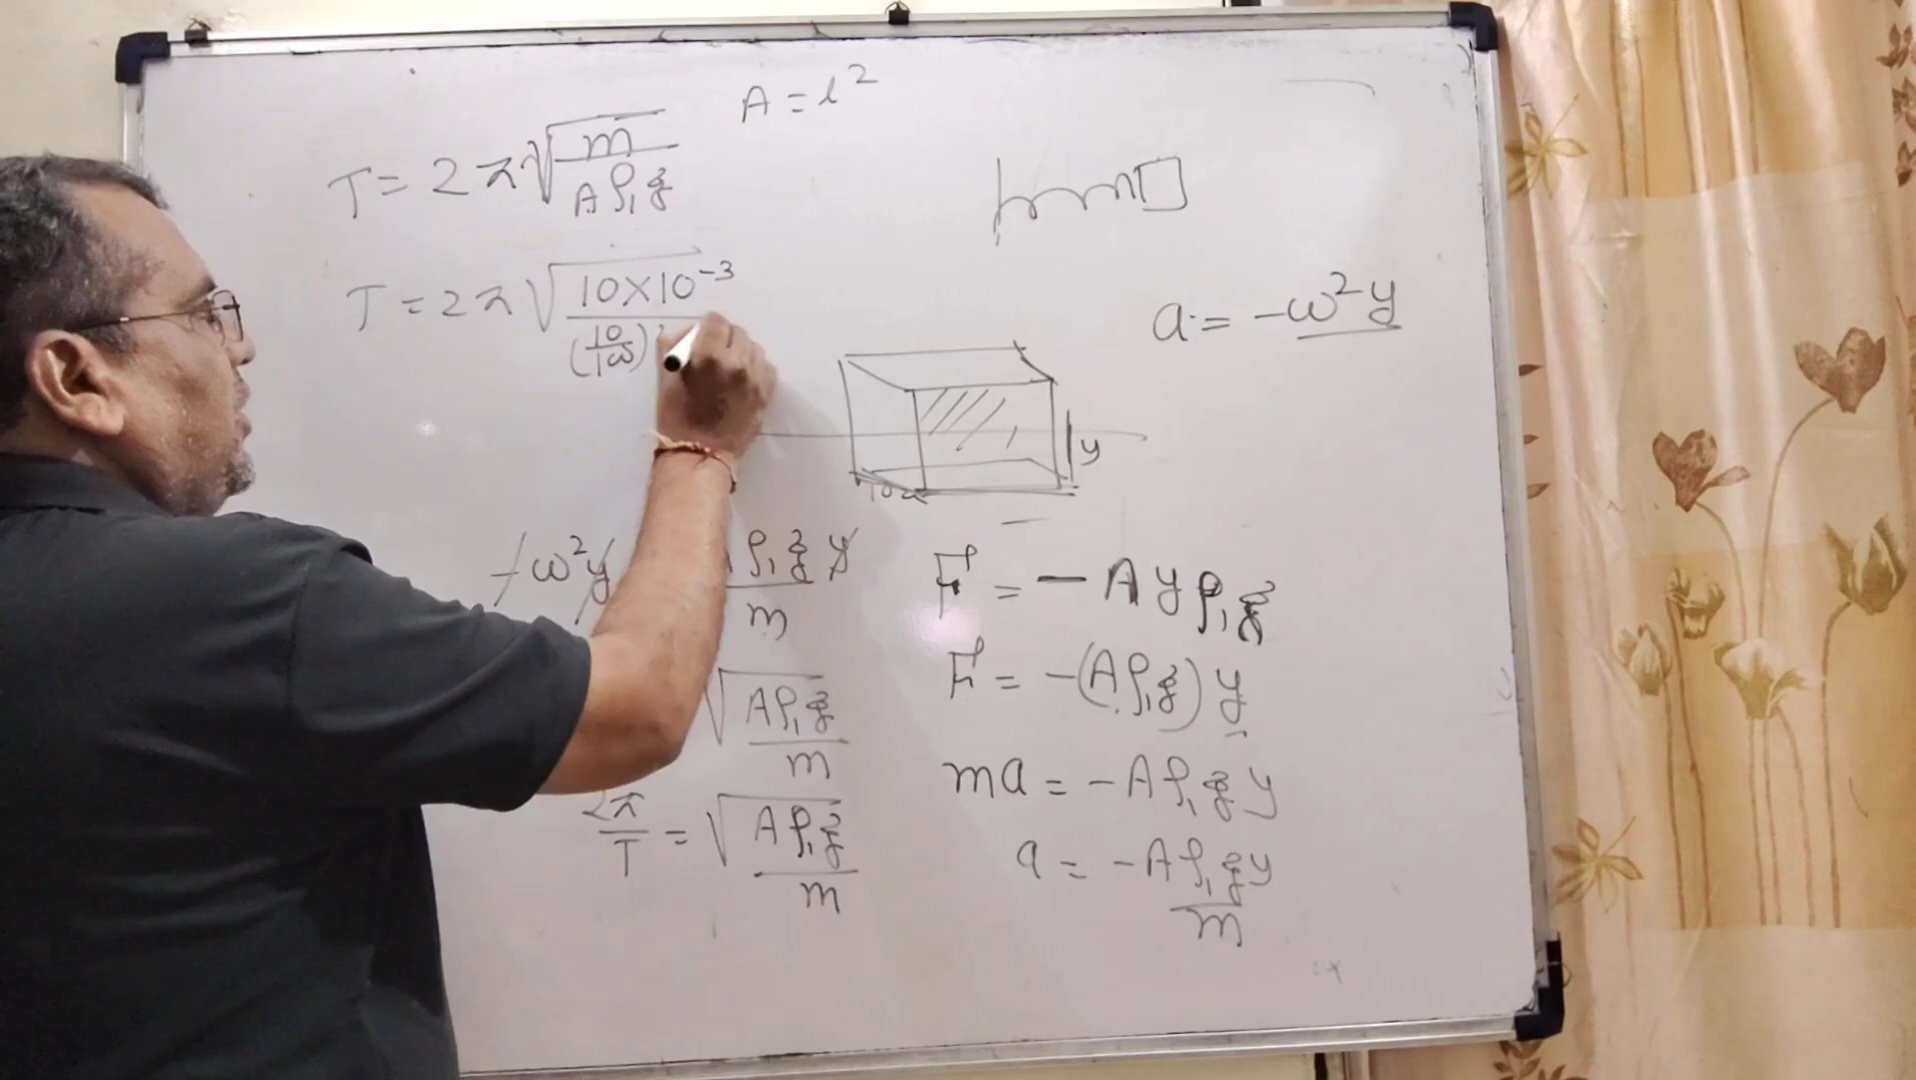 A = l²
T = 2π√(m/Aρ₁g)
T = 2π√(10×10⁻³/(10/100)
a = -ω²y
y
-ω²y ρ₁gy/m
F = -Ayρ₁g
√(Aρ₁g/m)
F = -(Aρ₁g)y
ma = -Aρ₁gy
2π/T = √(Aρ₁g/m)
a = -Aρ₁gy/m